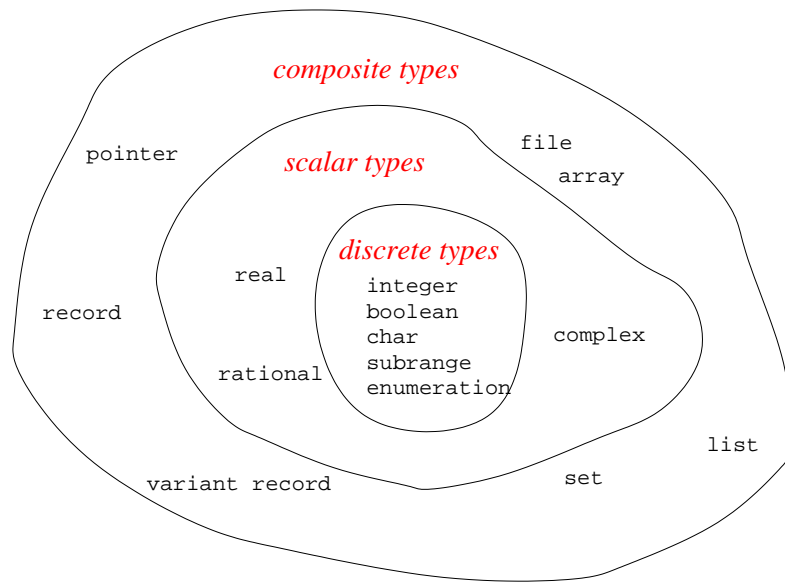 composite types
file
pointer
scalar types
array
discrete types
real
integer
record
boolean
char
complex
subrange
rational
enumeration
list
variant record
set